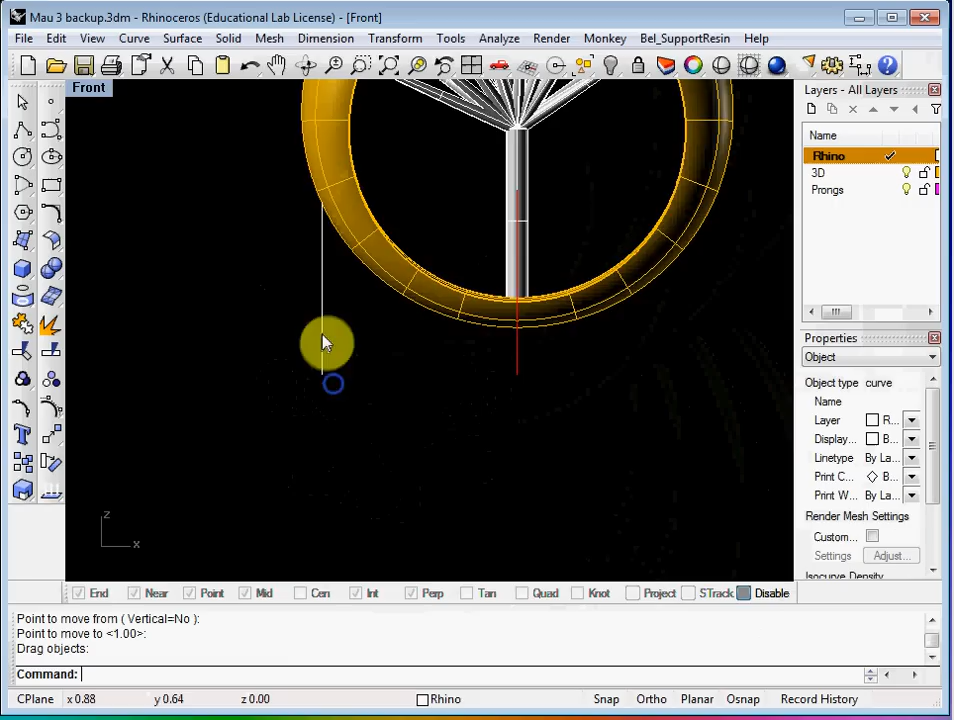 Mau 3 backup.3dm - Rhinoceros (Educational Lab License) - [Front]
File Edit View Curve Surface Solid Mesh Dimension Transform Tools Analyze Render Monkey Bel_SupportResin Help
Front
Layers - All Layers
Name
Rhino
3D
Prongs
Properties
Object
Object type curve
Name
Layer R...
Display... B...
Linetype By La...
Print C... B...
Print W... By La...
Render Mesh Settings
Custom...
Settings Adjust...
Isocurve Density
z
x
End Near Point Mid Cen Int Perp Tan Quad Knot Project STrack Disable
Point to move from ( Vertical=No ):
Point to move to <1.00>:
Drag objects:
Command:
CPlane x 0.88 y 0.64 z 0.00 Rhino Snap Ortho Planar Osnap Record History